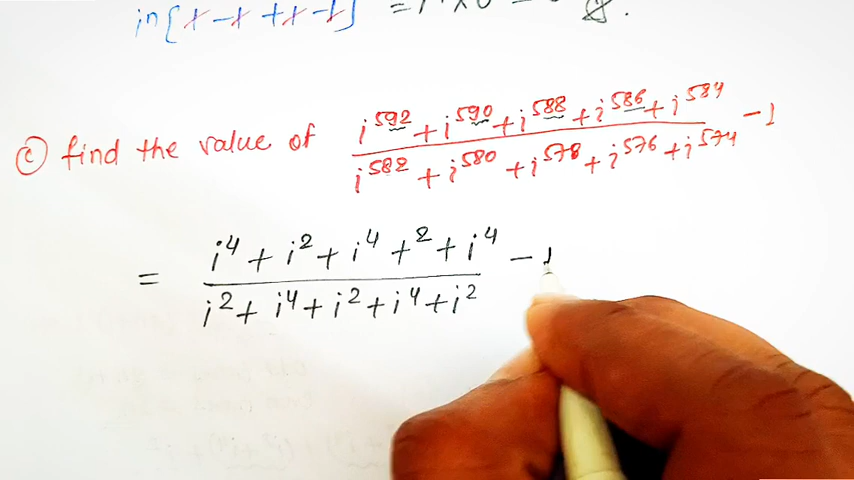 in[x - x + x - x] =
c) find the value of (i^592 + i^590 + i^588 + i^586 + i^584)/(i^582 + i^580 + i^578 + i^576 + i^574) - 1
= (i^4 + i^2 + i^4 + ^2 + i^4)/(i^2 + i^4 + i^2 + i^4 + i^2) - 1